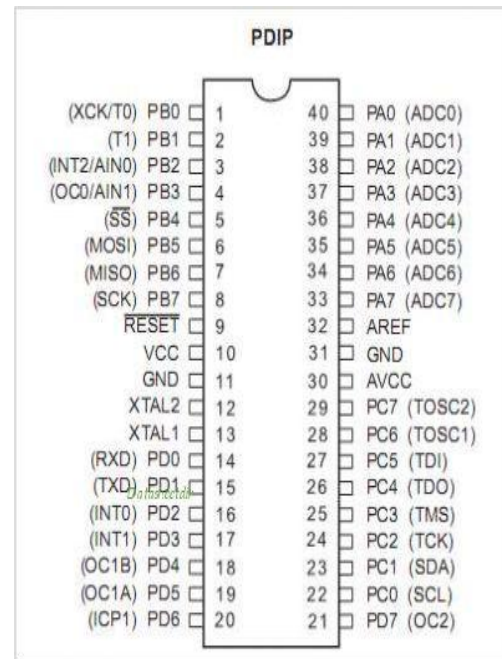 PDIP
(XCK/T0) PB0 1 40 PA0 (ADC0)
(T1) PB1 2 39 PA1 (ADC1)
(INT2/AIN0) PB2 3 38 PA2 (ADC2)
(OC0/AIN1) PB3 4 37 PA3 (ADC3)
(SS) PB4 5 36 PA4 (ADC4)
(MOSI) PB5 6 35 PA5 (ADC5)
(MISO) PB6 7 34 PA6 (ADC6)
(SCK) PB7 8 33 PA7 (ADC7)
RESET 9 32 AREF
VCC 10 31 GND
GND 11 30 AVCC
XTAL2 12 29 PC7 (TOSC2)
XTAL1 13 28 PC6 (TOSC1)
(RXD) PD0 14 27 PC5 (TDI)
(TXD) PD1 15 26 PC4 (TDO)
(INT0) PD2 16 25 PC3 (TMS)
(INT1) PD3 17 24 PC2 (TCK)
(OC1B) PD4 18 23 PC1 (SDA)
(OC1A) PD5 19 22 PC0 (SCL)
(ICP1) PD6 20 21 PD7 (OC2)